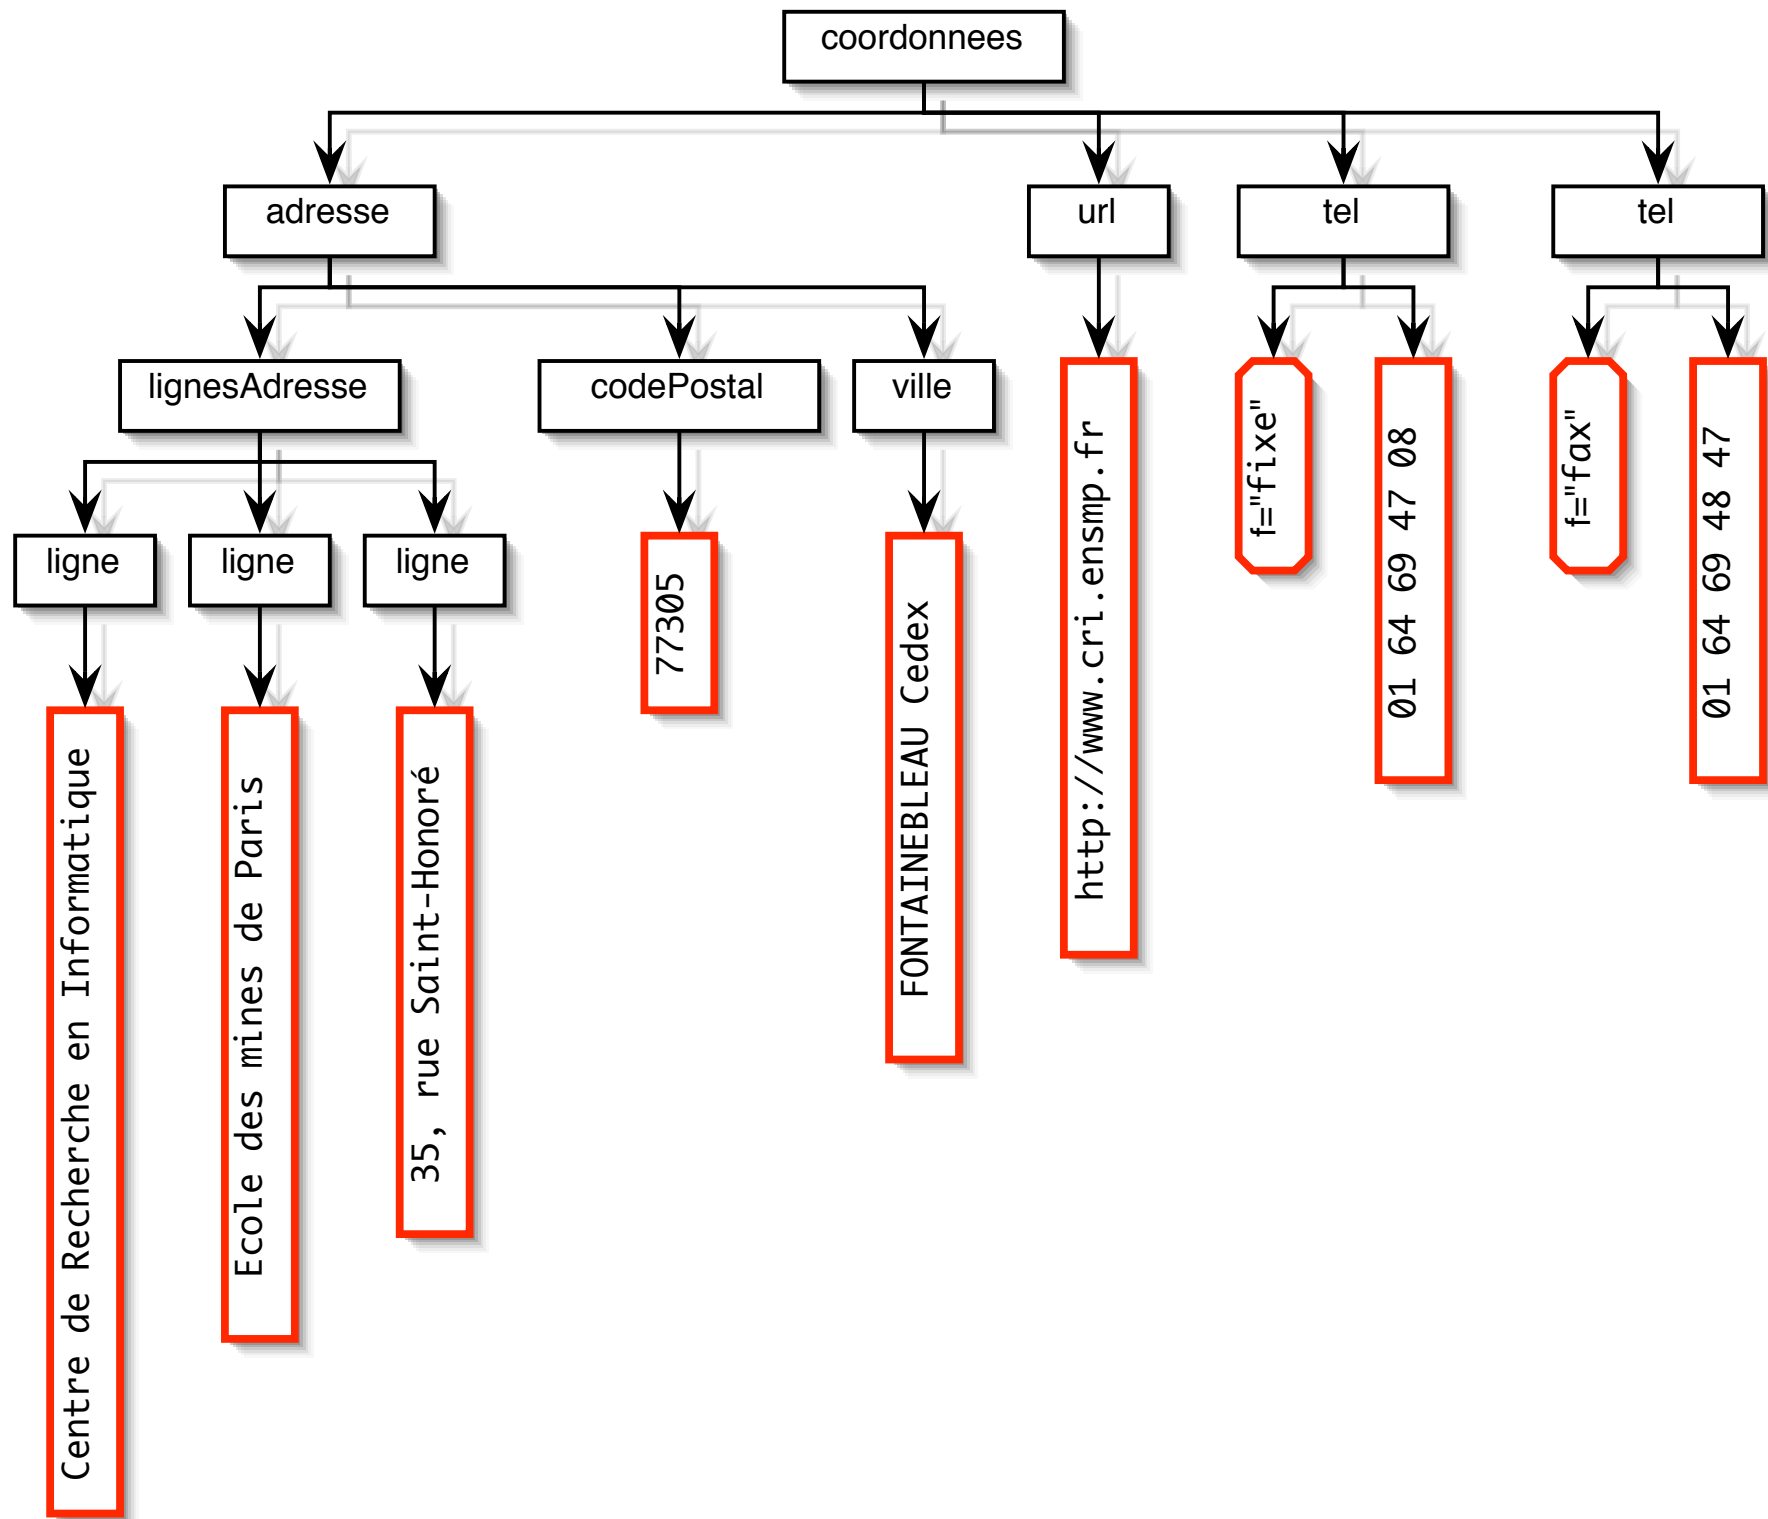 coordonnees
adresse
url
tel
tel
lignesAdresse
codePostal
ville
http://www.cri.ensmp.fr
f="fixe"
01 64 69 47 08
f="fax"
01 64 69 48 47
ligne
ligne
ligne
77305
FONTAINEBLEAU Cedex
Centre de Recherche en Informatique
Ecole des mines de Paris
35, rue Saint-Honoré